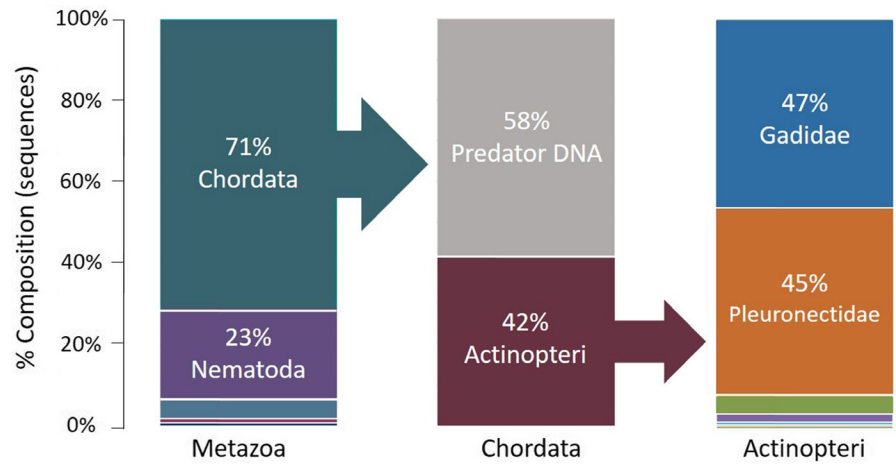 % Composition (sequences)
100%
80%
60%
40%
20%
0%
71%
Chordata
23%
Nematoda
Metazoa
58%
Predator DNA
42%
Actinopteri
Chordata
47%
Gadidae
45%
Pleuronectidae
Actinopteri